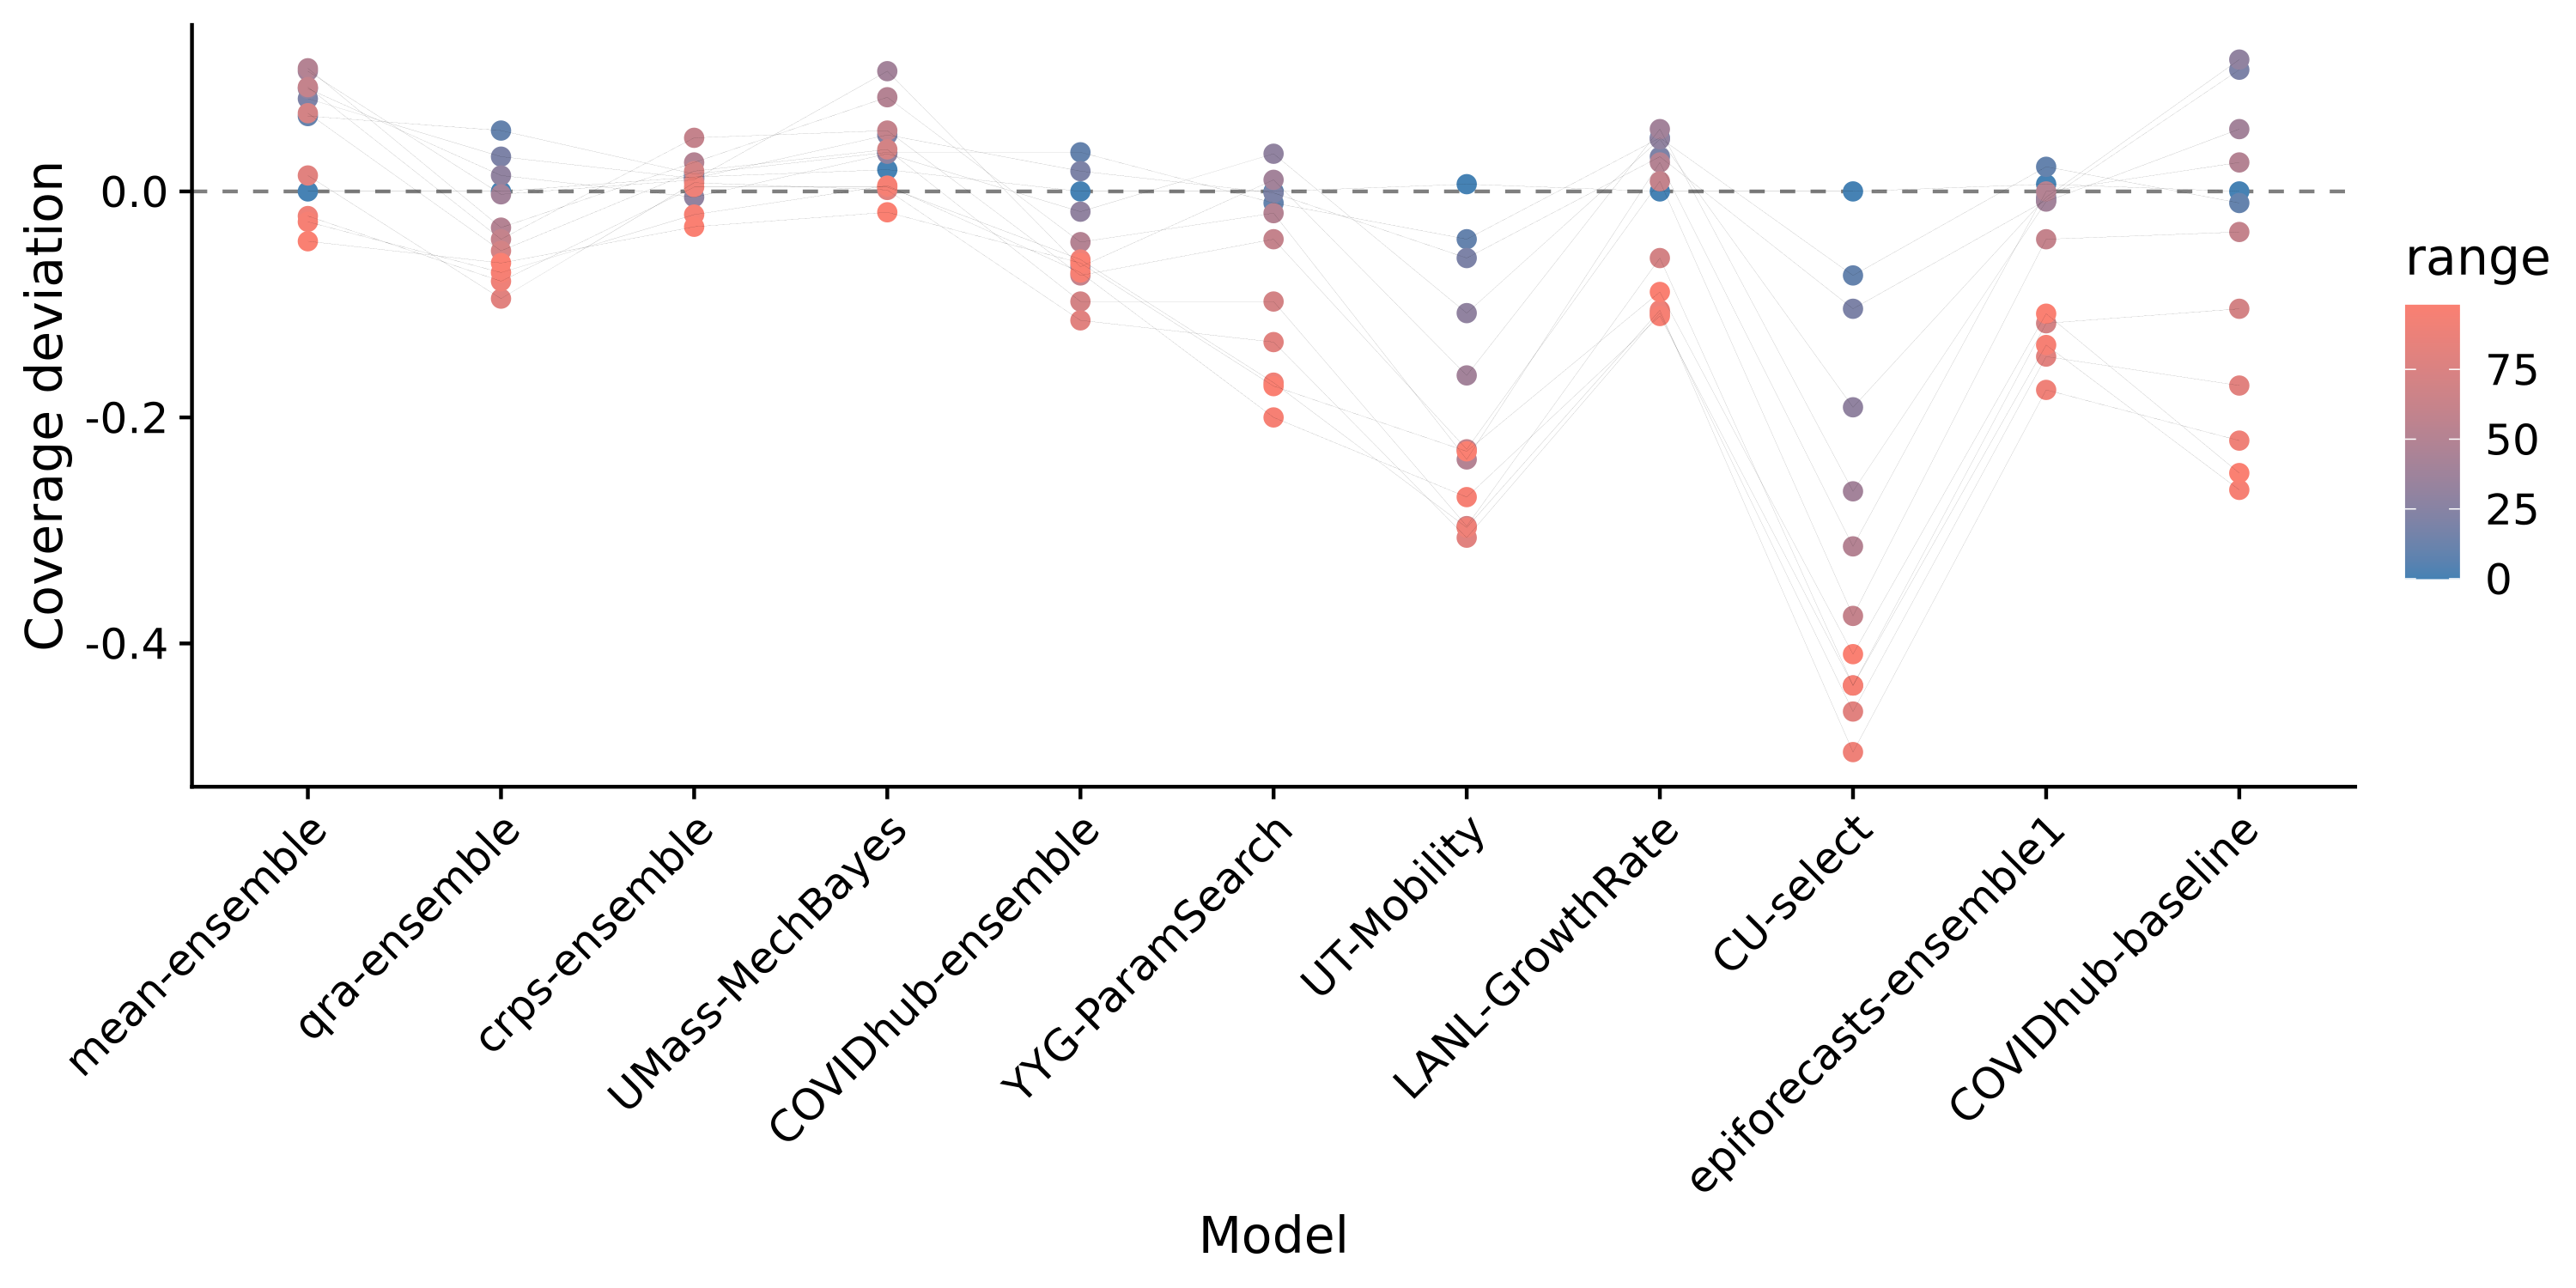 Coverage deviation
0.0
-0.2
-0.4
mean-ensemble
qra-ensemble
crps-ensemble
UMass-MechBayes
COVIDhub-ensemble
YYG-ParamSearch
UT-Mobility
LANL-GrowthRate
CU-select
epiforecasts-ensemble1
COVIDhub-baseline
Model
range
75
50
25
0